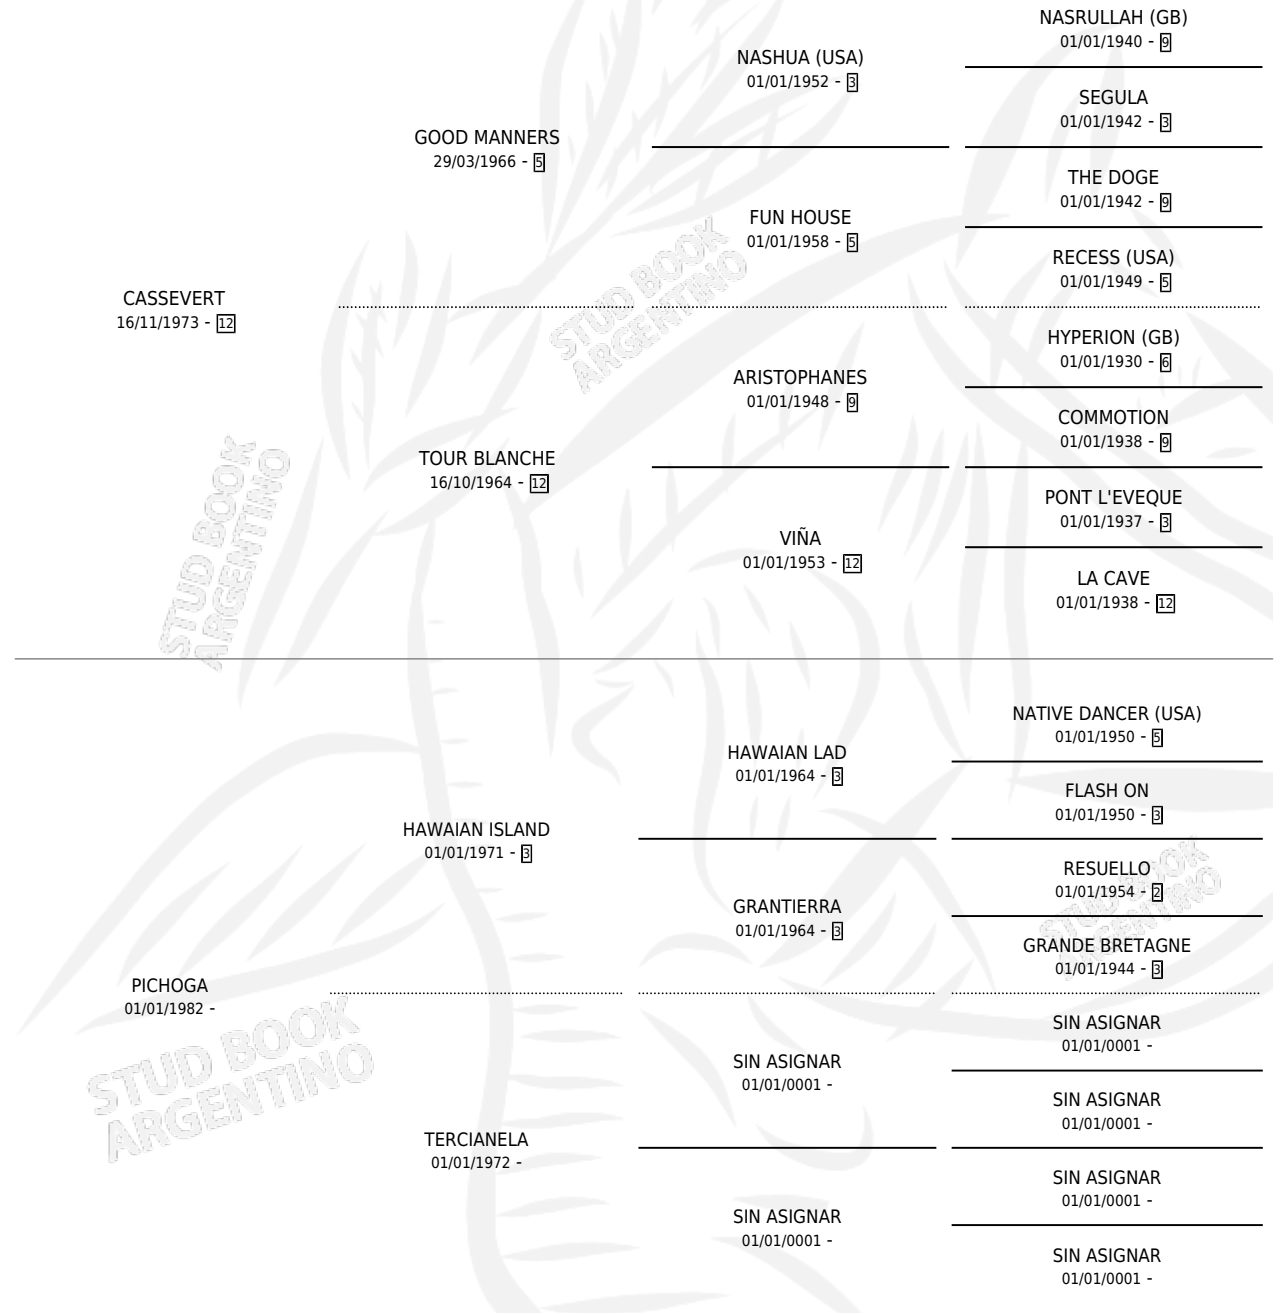 NASRULLAH (GB)
01/01/1940 - 9
NASHUA (USA)
01/01/1952 - 3
SEGULA
01/01/1942 - 3
GOOD MANNERS
29/03/1966 - 5
THE DOGE
01/01/1942 - 9
FUN HOUSE
01/01/1958 - 5
RECESS (USA)
01/01/1949 - 5
CASSEVERT
16/11/1973 - 12
HYPERION (GB)
01/01/1930 - 6
ARISTOPHANES
01/01/1948 - 9
COMMOTION
01/01/1938 - 9
TOUR BLANCHE
16/10/1964 - 12
PONT L'EVEQUE
01/01/1937 - 3
VIÑA
01/01/1953 - 12
LA CAVE
01/01/1938 - 12
NATIVE DANCER (USA)
01/01/1950 - 5
HAWAIAN LAD
01/01/1964 - 3
FLASH ON
01/01/1950 - 3
HAWAIAN ISLAND
01/01/1971 - 3
RESUELLO
01/01/1954 - 2
GRANTIERRA
01/01/1964 - 3
GRANDE BRETAGNE
01/01/1944 - 3
PICHOGA
01/01/1982 -
SIN ASIGNAR
01/01/0001 -
SIN ASIGNAR
01/01/0001 -
SIN ASIGNAR
01/01/0001 -
TERCIANELA
01/01/1972 -
SIN ASIGNAR
01/01/0001 -
SIN ASIGNAR
01/01/0001 -
SIN ASIGNAR
01/01/0001 -
STUD BOOK
ARGENTINO
STUD BOOK
ARGENTINO
STUD BOOK
ARGENTINO
STUD BOOK
ARGENTINO